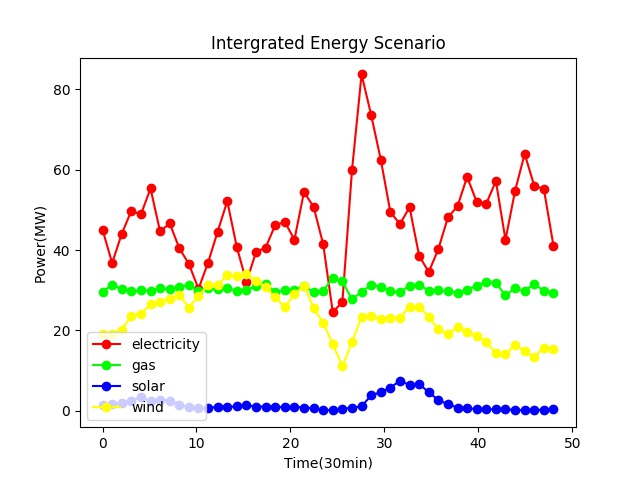 Intergrated Energy Scenario
Power(MW)
80
60
40
20
0
electricity
gas
solar
wind
0 10 20 30 40 50
Time(30min)